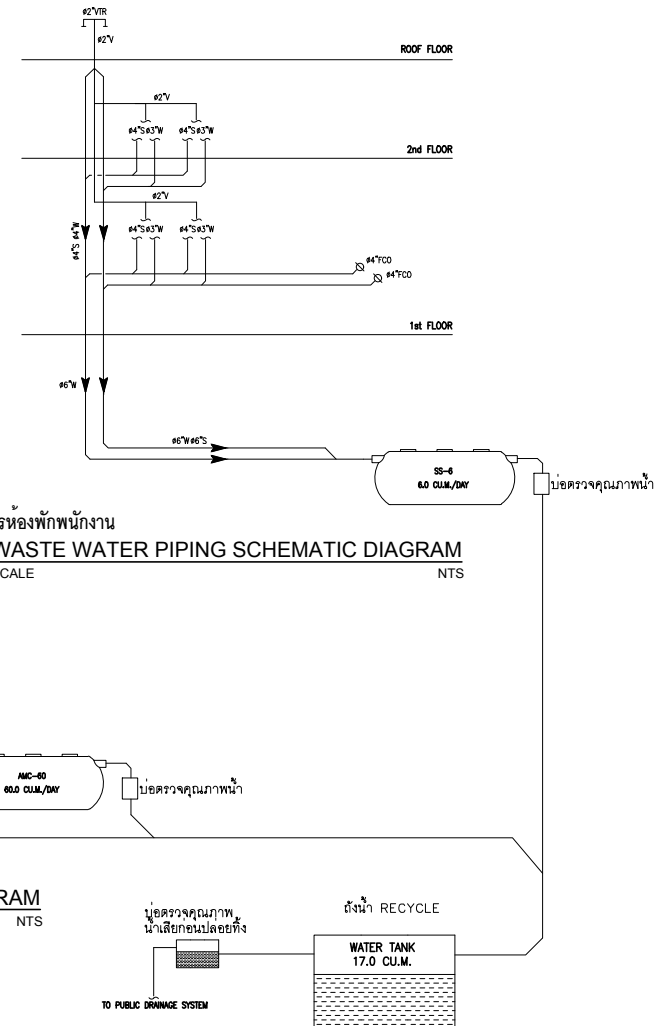 ø2"VTR
ø2"V
ROOF FLOOR
ø2"V
ø4"S ø3"W ø4"S ø3"W
2nd FLOOR
ø2"V
ø4"S ø3"W ø4"S ø3"W
ø4"S ø4"W
ø4"FCO
ø4"FCO
1st FLOOR
ø6"W
ø6"W ø6"S
SS-6
6.0 CU.M./DAY
บ่อตรวจคุณภาพน้ำ
รห้องพักพนักงาน
WASTE WATER PIPING SCHEMATIC DIAGRAM
CALE NTS
AMC-60
60.0 CU.M./DAY
บ่อตรวจคุณภาพน้ำ
RAM
NTS
บ่อตรวจคุณภาพ
น้ำเสียก่อนปล่อยทิ้ง
ถังน้ำ RECYCLE
WATER TANK
17.0 CU.M.
TO PUBLIC DRAINAGE SYSTEM